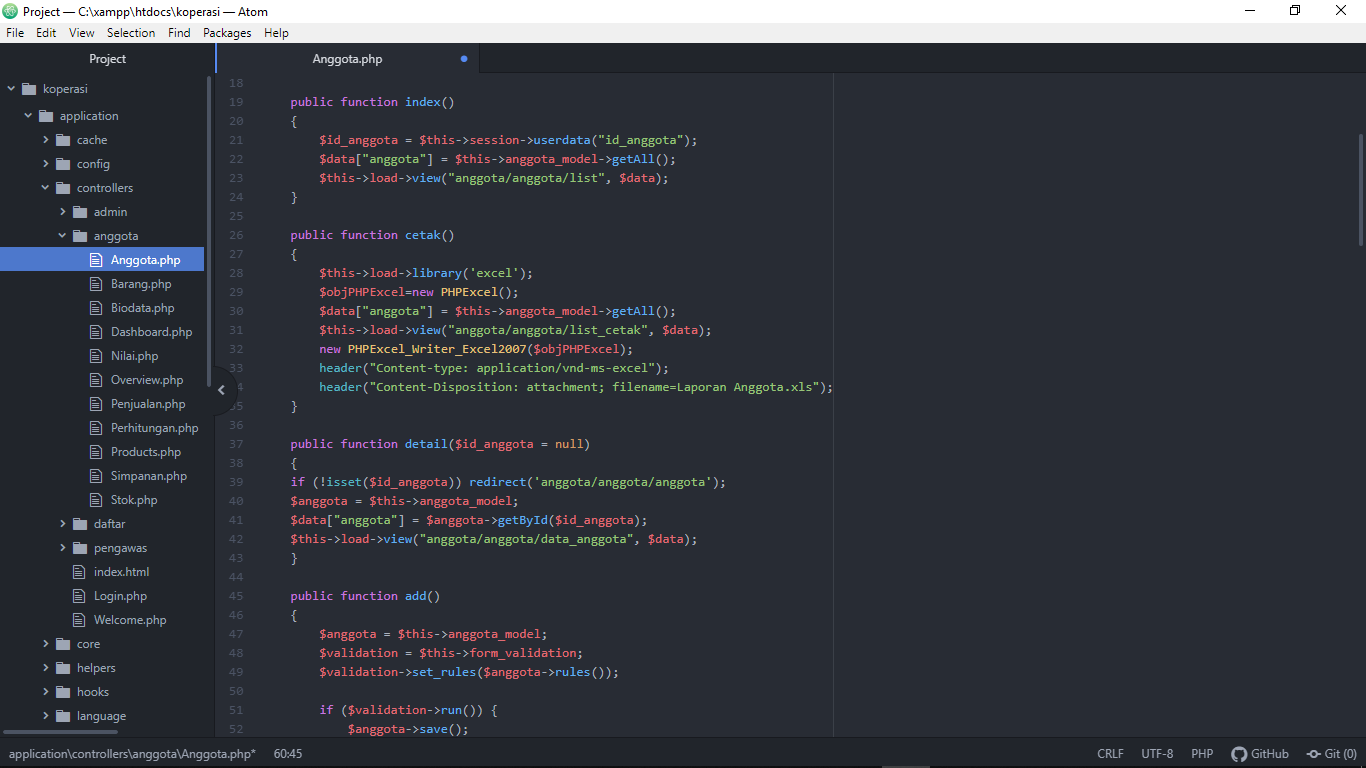 Project — C:\xampp\htdocs\koperasi — Atom
File Edit View Selection Find Packages Help
Project
koperasi
application
cache
config
controllers
admin
anggota
Anggota.php
Barang.php
Biodata.php
Dashboard.php
Nilai.php
Overview.php
Penjualan.php
Perhitungan.php
Products.php
Simpanan.php
Stok.php
daftar
pengawas
index.html
Login.php
Welcome.php
core
helpers
hooks
language
Anggota.php
18
19 public function index()
20 {
21 $id_anggota = $this->session->userdata("id_anggota");
22 $data["anggota"] = $this->anggota_model->getAll();
23 $this->load->view("anggota/anggota/list", $data);
24 }
25
26 public function cetak()
27 {
28 $this->load->library('excel');
29 $objPHPExcel=new PHPExcel();
30 $data["anggota"] = $this->anggota_model->getAll();
31 $this->load->view("anggota/anggota/list_cetak", $data);
32 new PHPExcel_Writer_Excel2007($objPHPExcel);
33 header("Content-type: application/vnd-ms-excel");
4 header("Content-Disposition: attachment; filename=Laporan Anggota.xls");
35 }
36
37 public function detail($id_anggota = null)
38 {
39 if (!isset($id_anggota)) redirect('anggota/anggota/anggota');
40 $anggota = $this->anggota_model;
41 $data["anggota"] = $anggota->getById($id_anggota);
42 $this->load->view("anggota/anggota/data_anggota", $data);
43 }
44
45 public function add()
46 {
47 $anggota = $this->anggota_model;
48 $validation = $this->form_validation;
49 $validation->set_rules($anggota->rules());
50
51 if ($validation->run()) {
52 $anggota->save();
application\controllers\anggota\Anggota.php* 60:45 CRLF UTF-8 PHP GitHub Git (0)